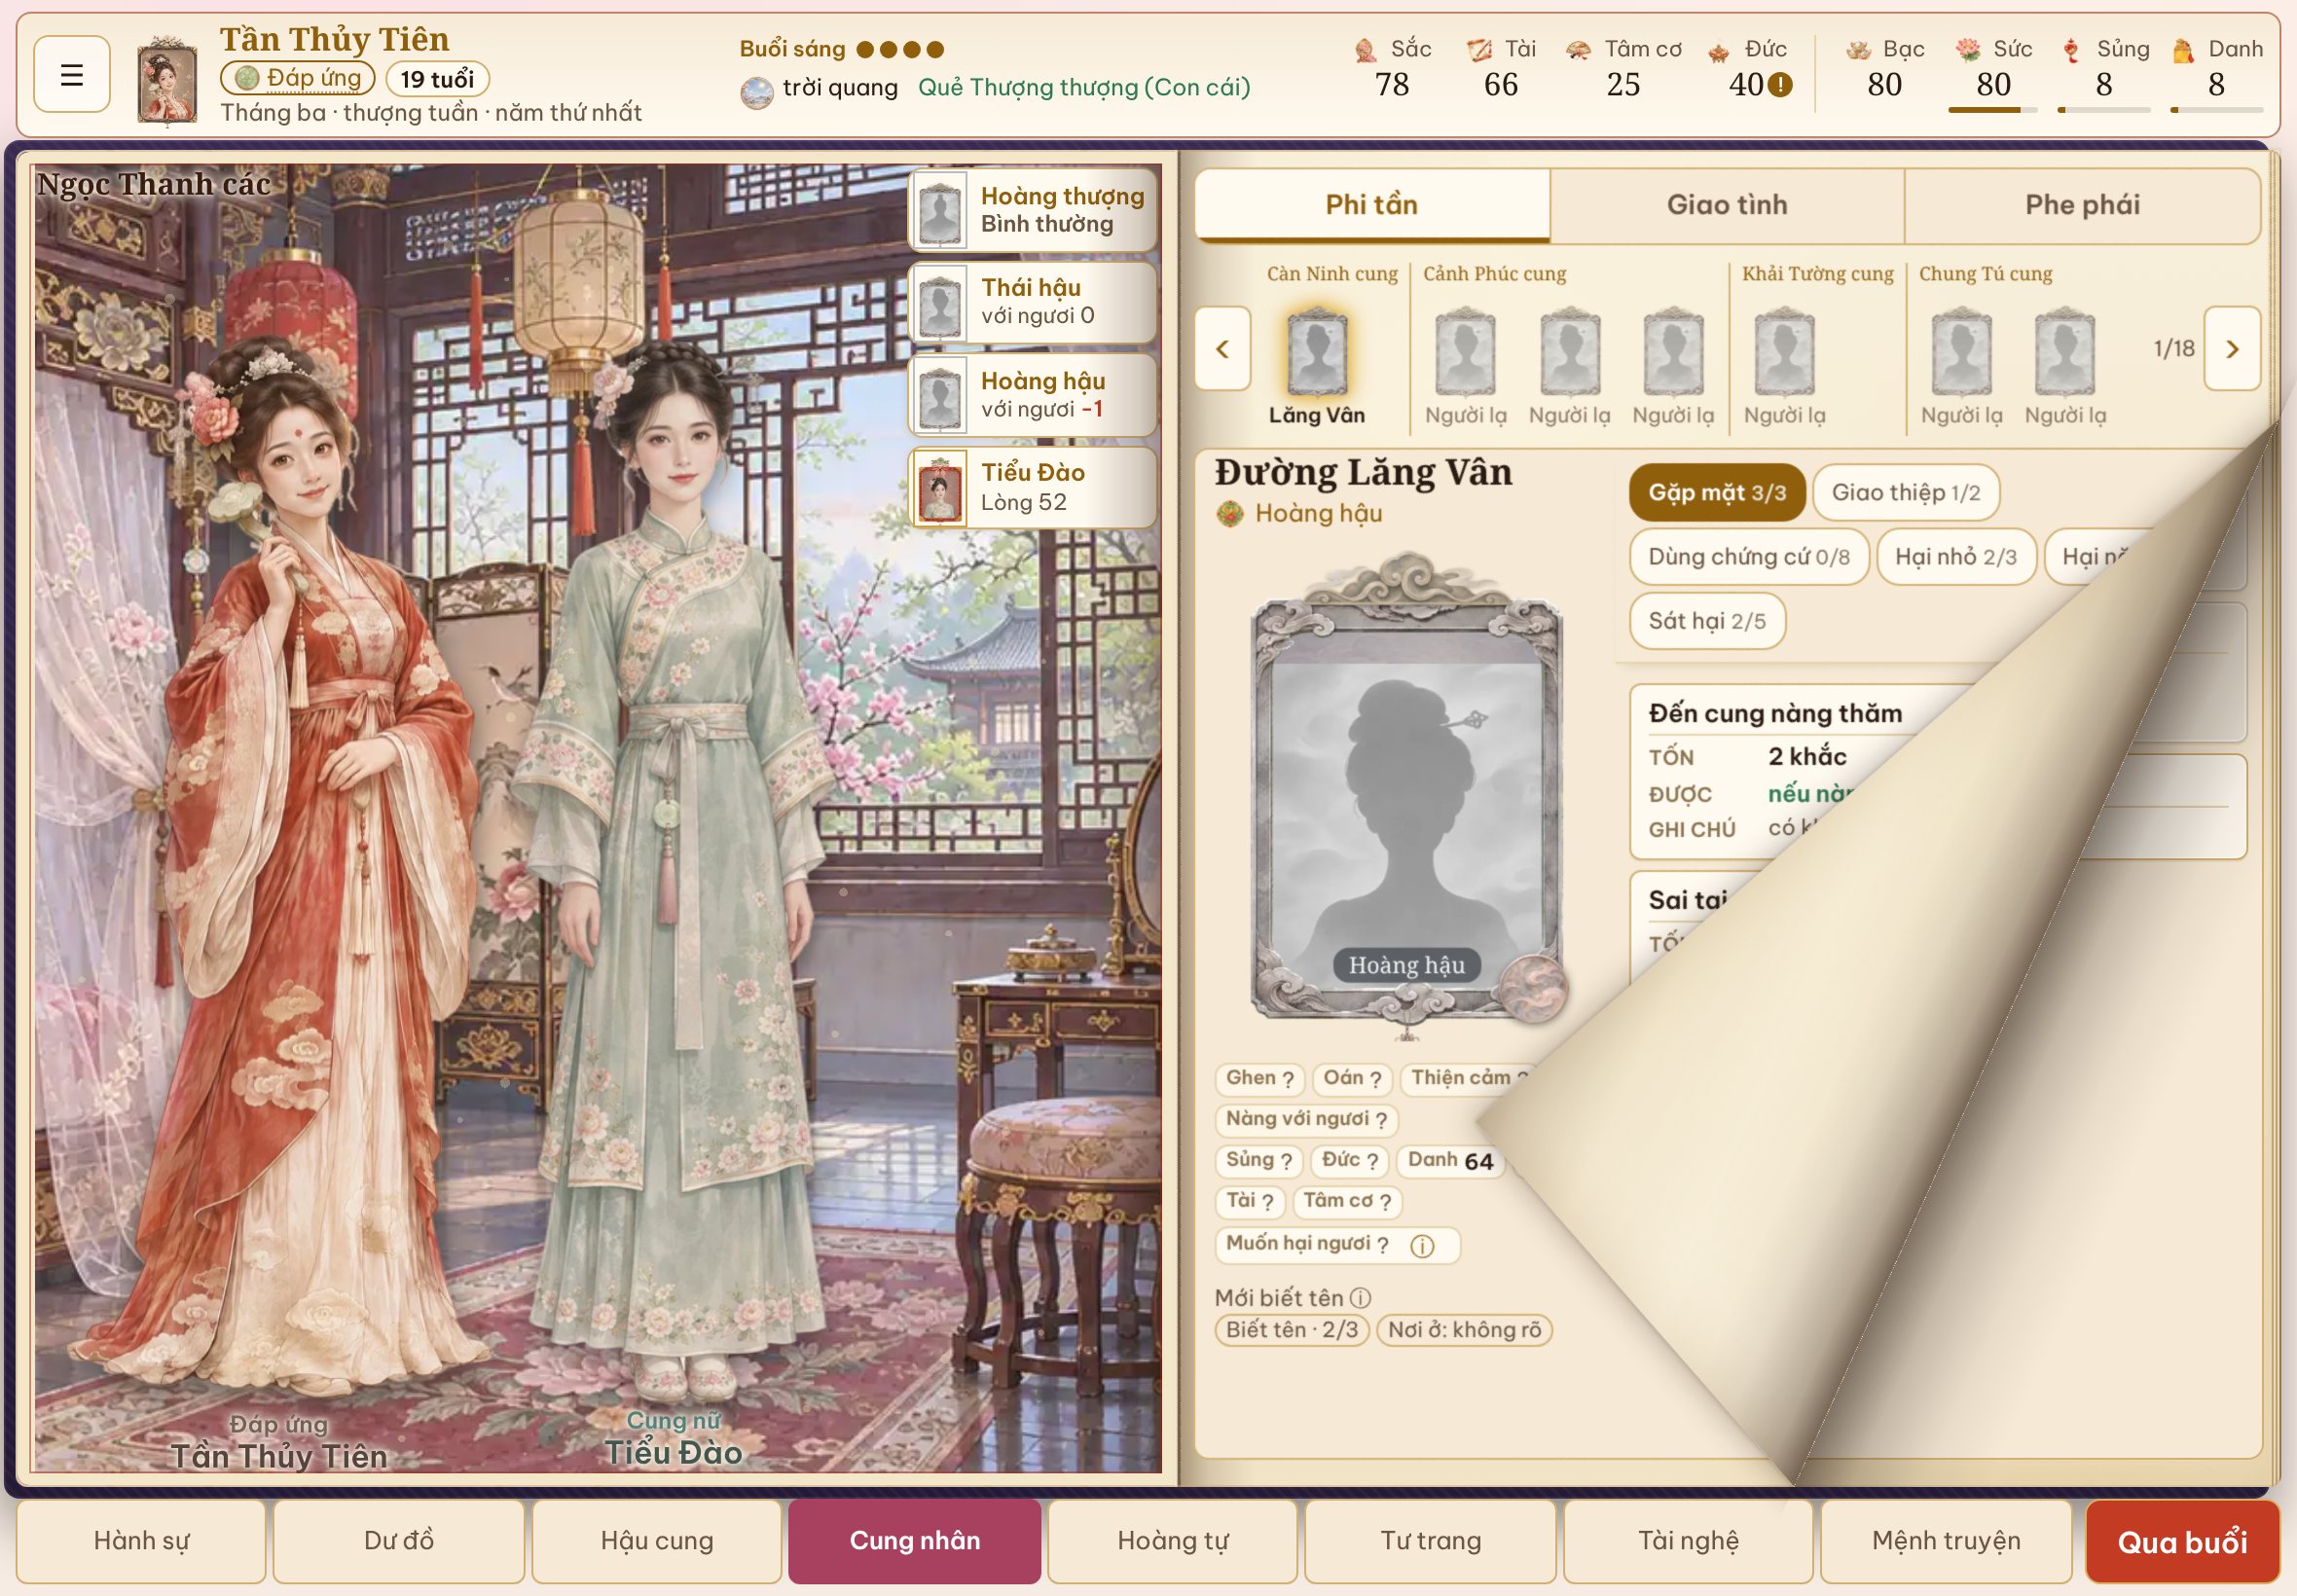 Tần Thủy Tiên
Đáp ứng 19 tuổi
Tháng ba · thượng tuần · năm thứ nhất
Buổi sáng
trời quang Quẻ Thượng thượng (Con cái)
Sắc Tài Tâm cơ Đức Bạc Sức Sủng Danh
78 66 25 40 ! 80 80 8 8
Ngọc Thanh các
Hoàng thượng
Bình thường
Thái hậu
với ngươi 0
Hoàng hậu
với ngươi -1
Tiểu Đào
Lòng 52
Đáp ứng
Tần Thủy Tiên
Cung nữ
Tiểu Đào
Phi tần Giao tình Phe phái
Càn Ninh cung Cảnh Phúc cung Khải Tường cung Chung Tú cung
1/18
Lăng Vân Người lạ Người lạ Người lạ Người lạ Người lạ Người lạ
Đường Lăng Vân
Hoàng hậu
Hoàng hậu
Ghen ? Oán ? Thiện cảm
Nàng với ngươi ?
Sủng ? Đức ? Danh 64
Tài ? Tâm cơ ?
Muốn hại ngươi ?
Mới biết tên
Biết tên · 2/3 Nơi ở: không rõ
Gặp mặt 3/3 Giao thiệp 1/2
Dùng chứng cứ 0/8 Hại nhỏ 2/3 Hại
Sát hại 2/5
Đến cung nàng thăm
TỐN 2 khắc
ĐƯỢC nếu
GHI CHÚ có
Sai tai
Hành sự Dư đồ Hậu cung Cung nhân Hoàng tự Tư trang Tài nghệ Mệnh truyện Qua buổi